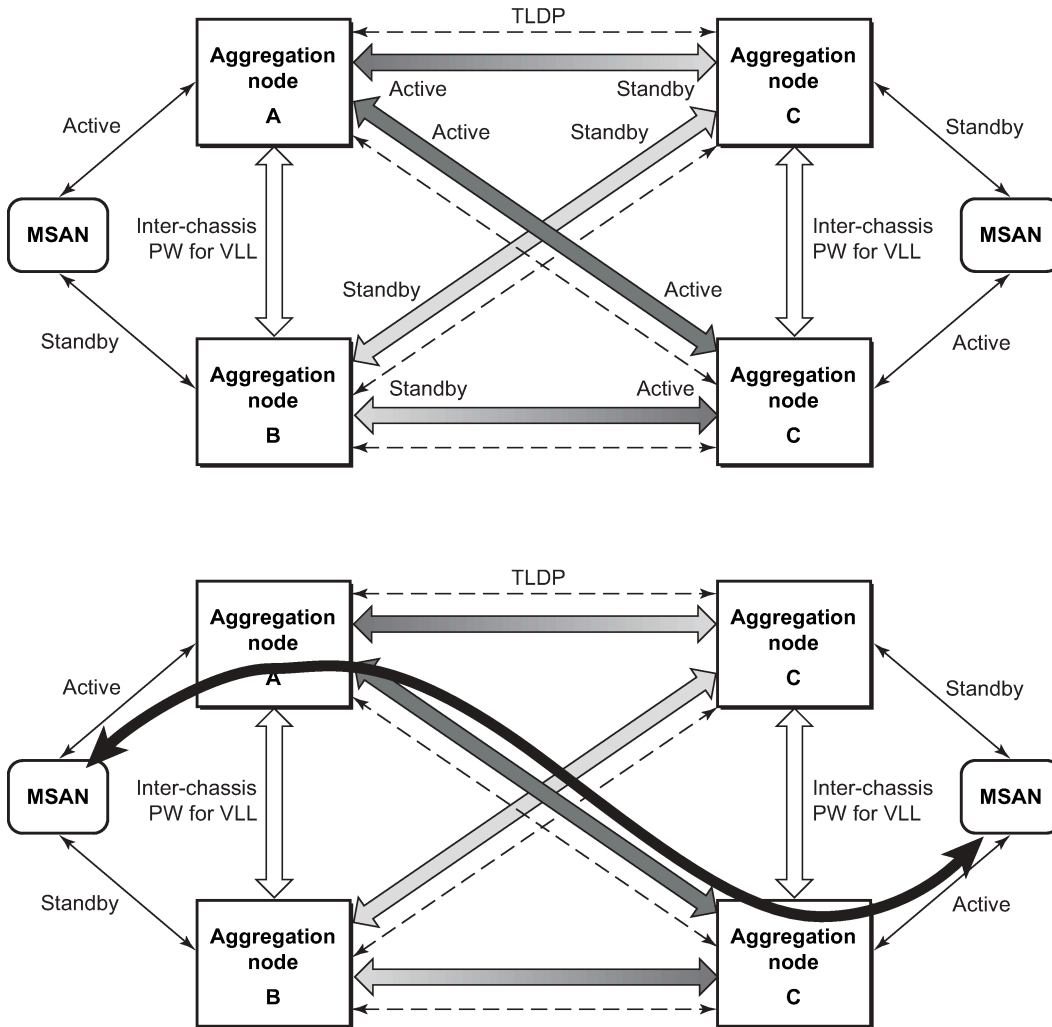 TLDP
Aggregation
node
A
Aggregation
node
C
Active
Standby
Active
Standby
Active
Standby
MSAN
Inter-chassis
PW for VLL
Inter-chassis
PW for VLL
MSAN
Standby
Active
Standby
Active
Aggregation
node
B
Standby
Active
Aggregation
node
C
TLDP
Aggregation
node
A
Aggregation
node
C
Active
Standby
MSAN
Inter-chassis
PW for VLL
Inter-chassis
PW for VLL
MSAN
Standby
Active
Aggregation
node
B
Aggregation
node
C